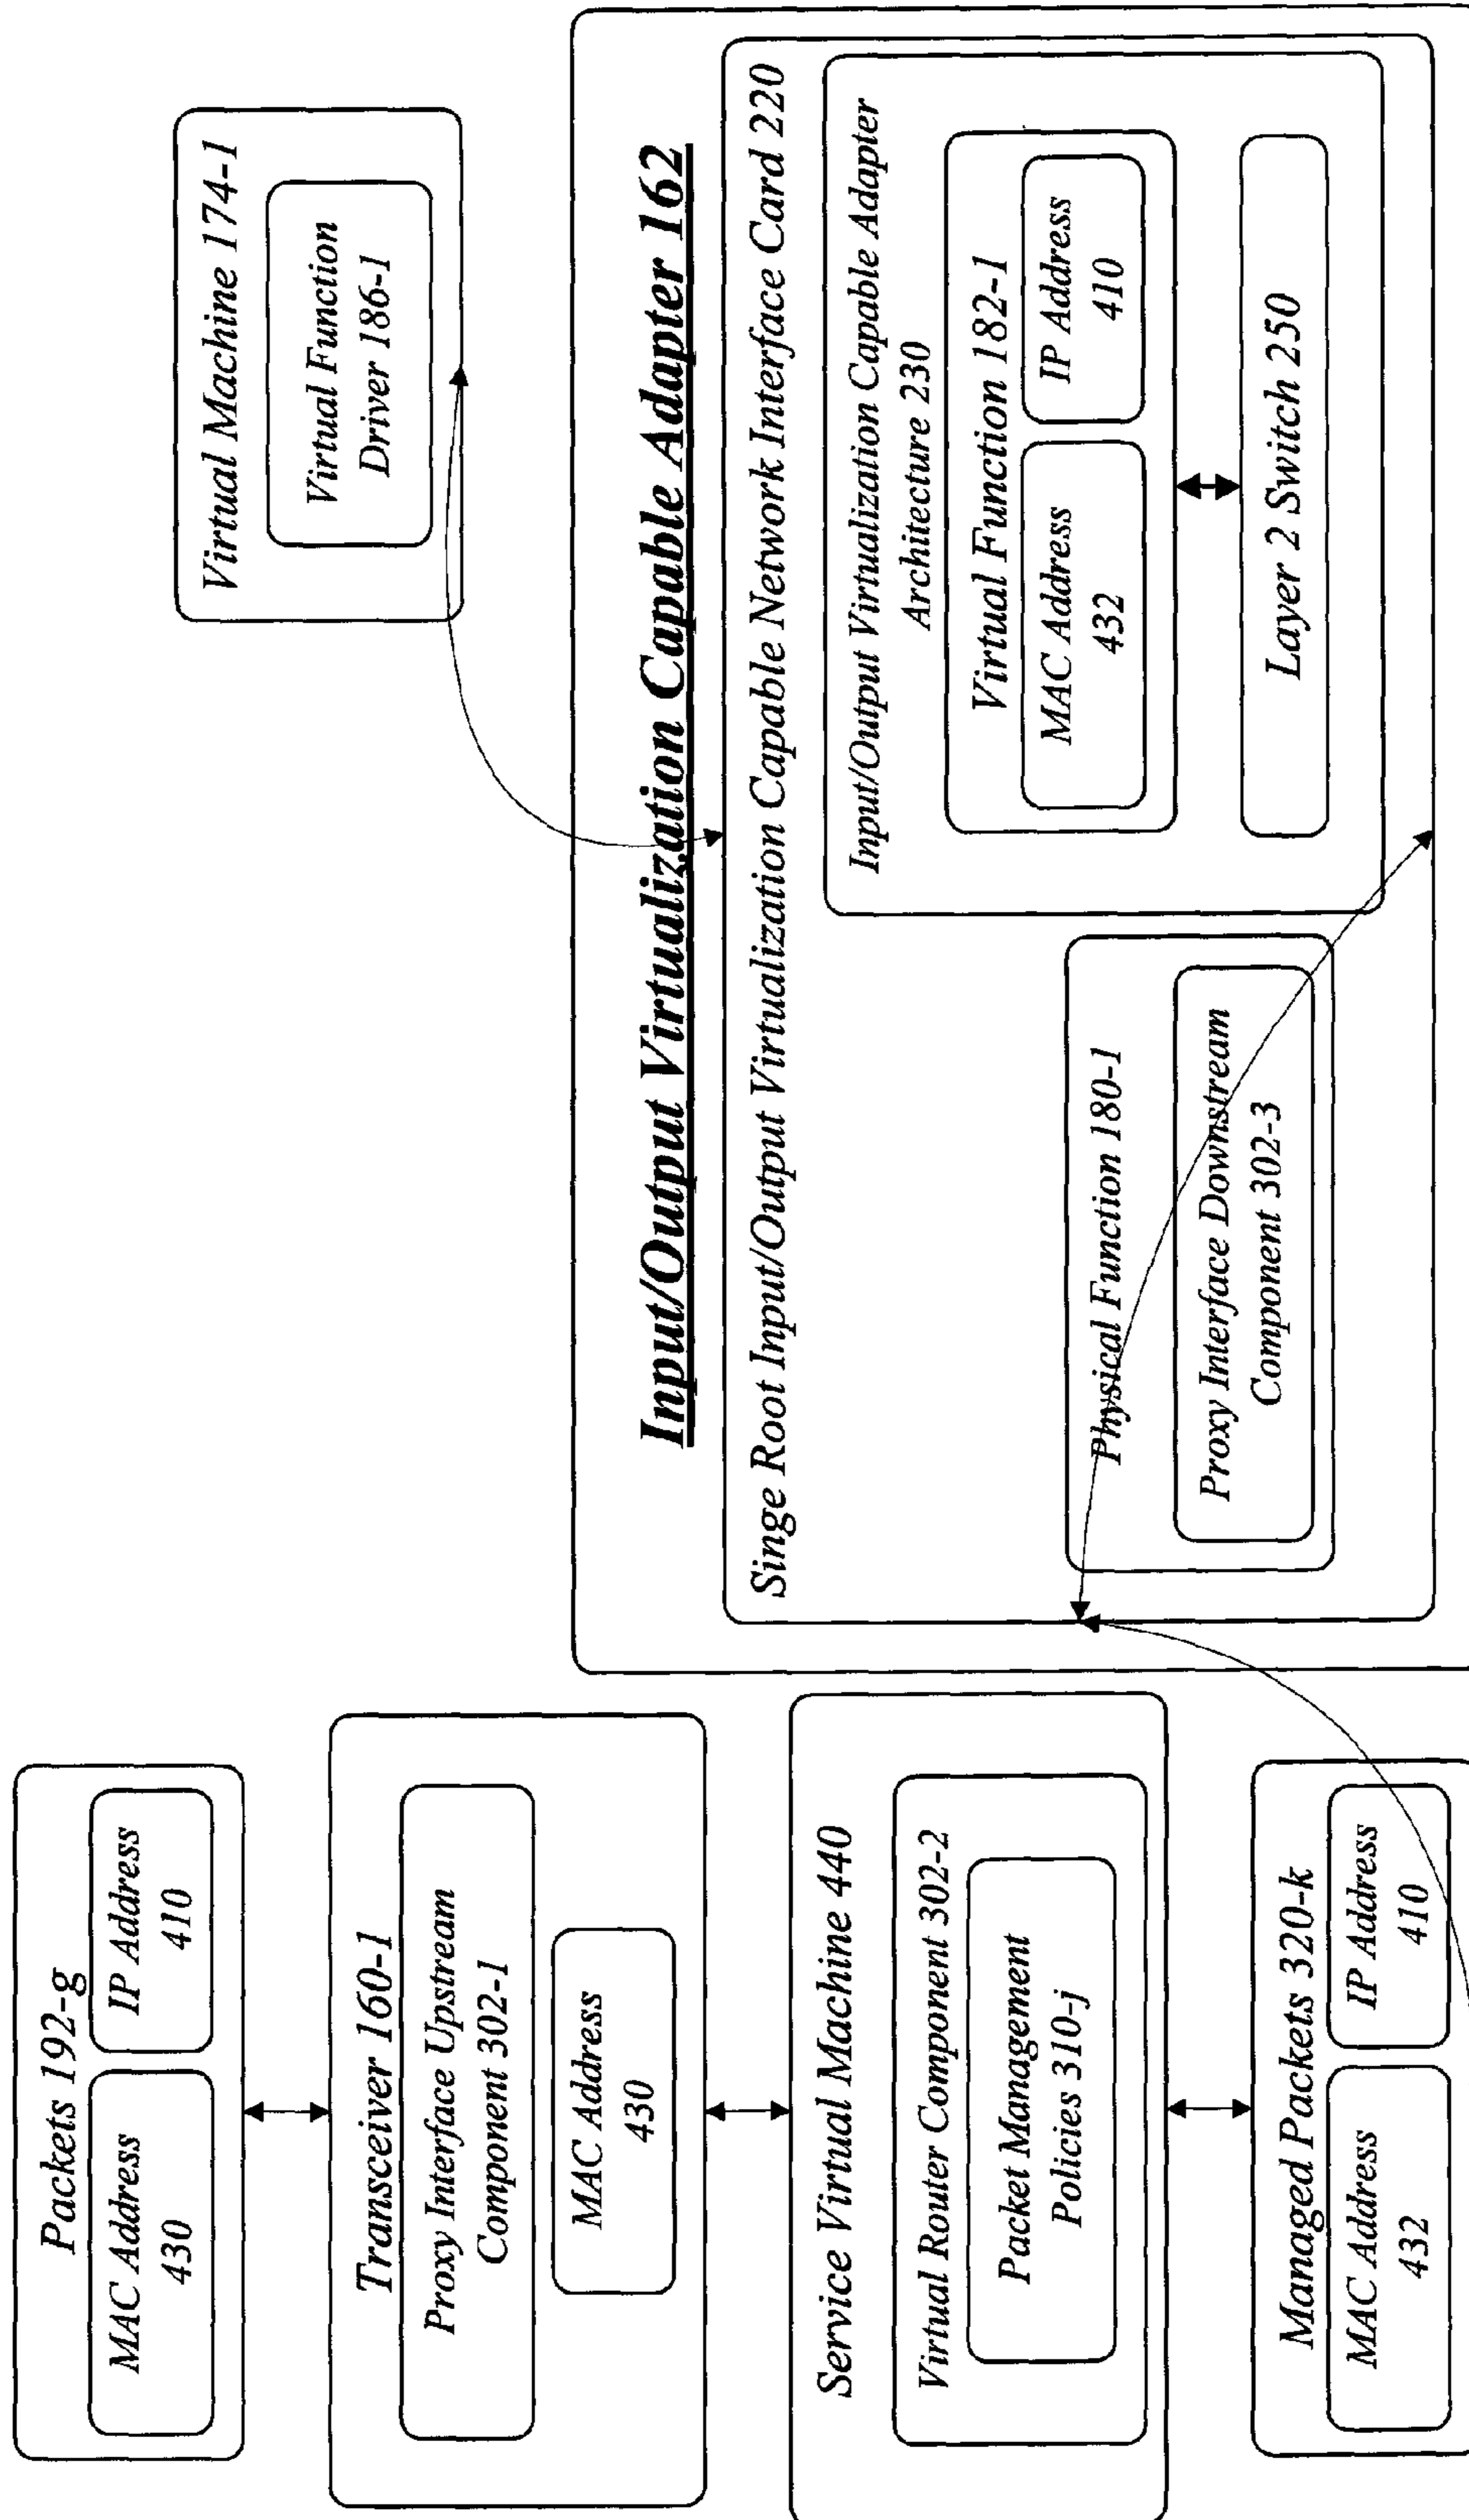 Packets 192-g
MAC Address
430
IP Address
410
Transceiver 160-1
Proxy Interface Upstream
Component 302-1
MAC Address
430
Service Virtual Machine 440
Virtual Router Component 302-2
Packet Management
Policies 310-j
Managed Packets 320-k
MAC Address
432
IP Address
410
Virtual Machine 174-1
Virtual Function
Driver 186-1
Input/Output Virtualization Capable Adapter 162
Singe Root Input/Output Virtualization Capable Network Interface Card 220
Physical Function 180-1
Proxy Interface Downstream
Component 302-3
Input/Output Virtualization Capable Adapter
Architecture 230
Virtual Function 182-1
MAC Address
432
IP Address
410
Layer 2 Switch 250